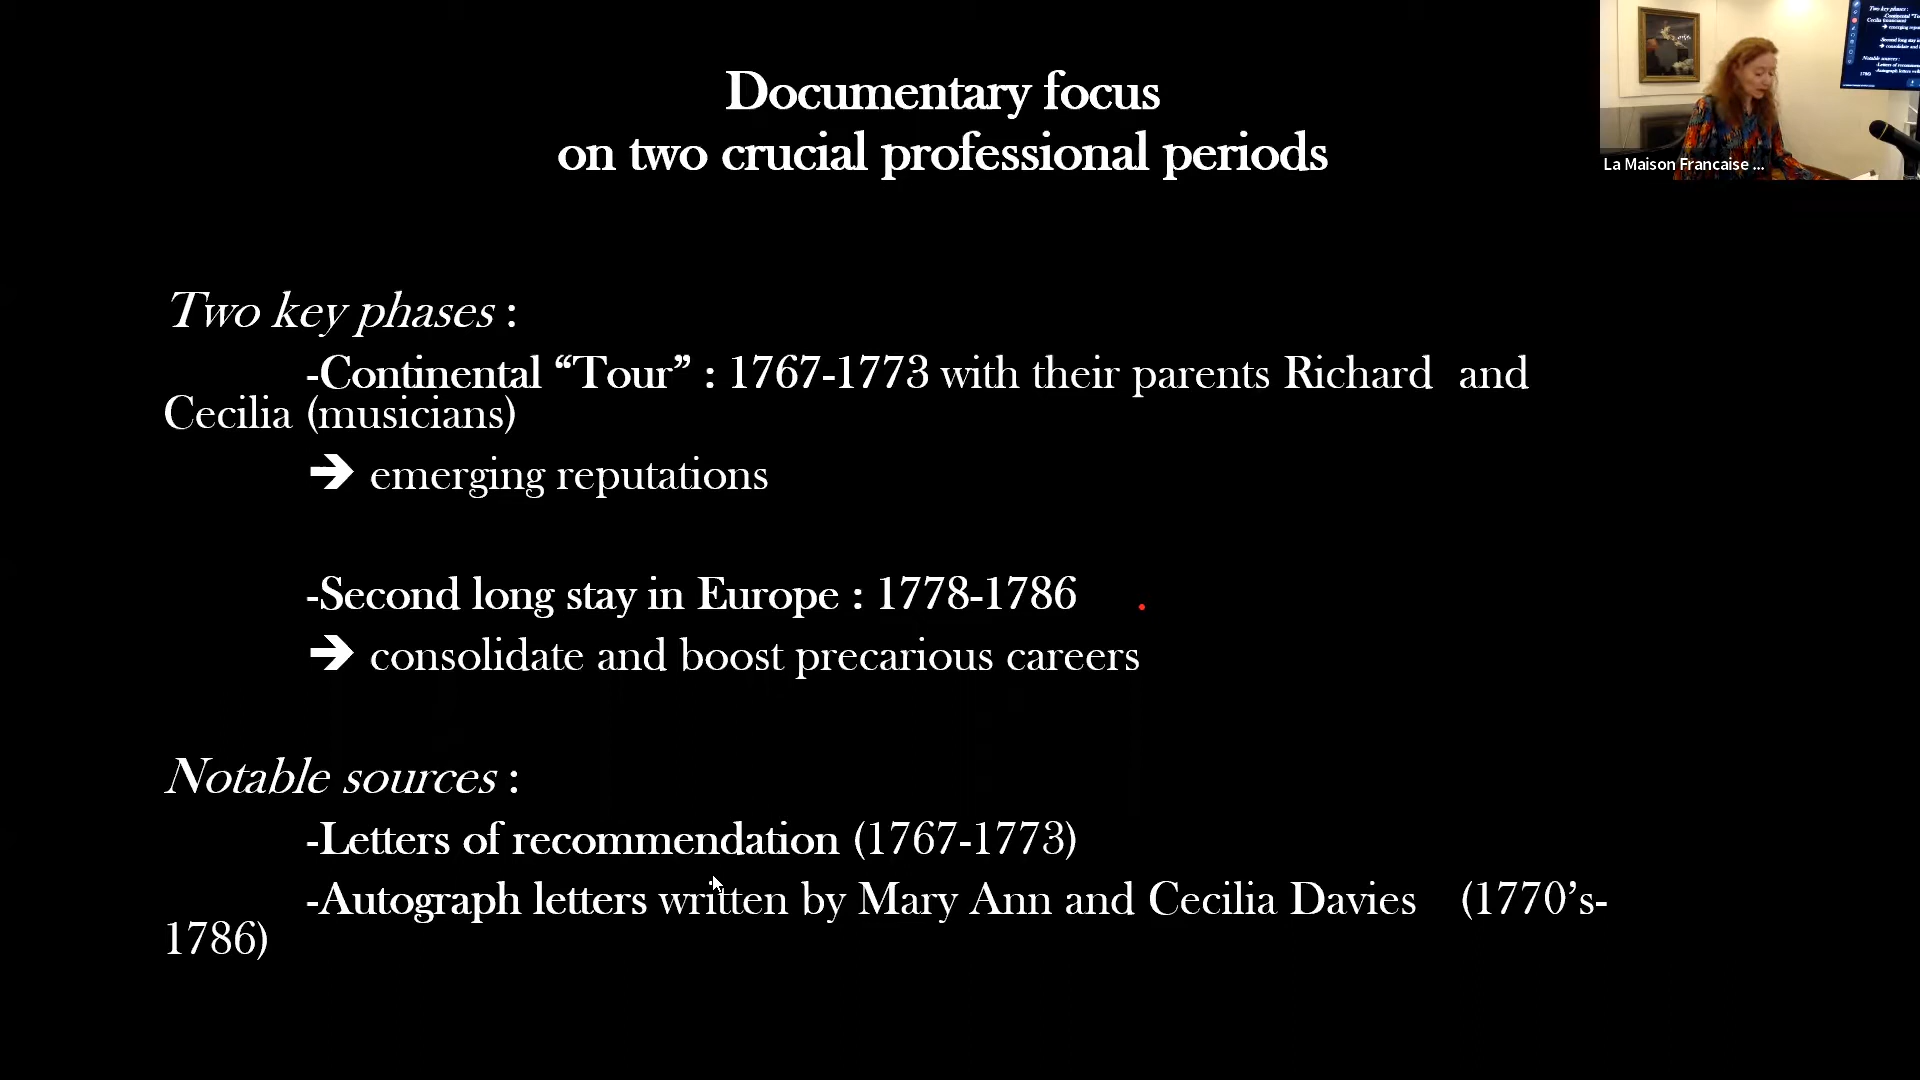 Documentary focus
on two crucial professional periods
La Maison Francaise ...
Two key phases :
-Continental “Tour” : 1767-1773 with their parents Richard and
Cecilia (musicians)
➔ emerging reputations
-Second long stay in Europe : 1778-1786
➔ consolidate and boost precarious careers
Notable sources :
-Letters of recommendation (1767-1773)
-Autograph letters written by Mary Ann and Cecilia Davies (1770’s-
1786)